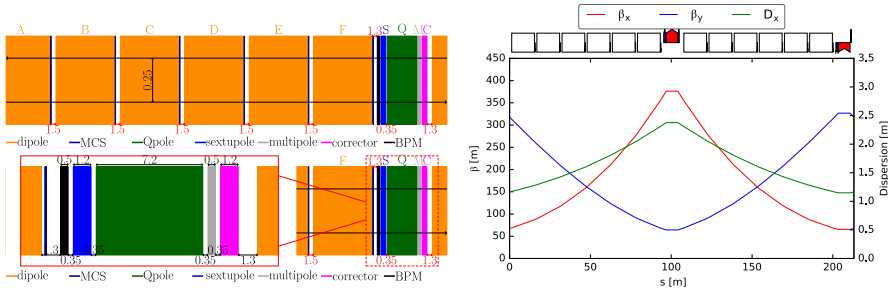 A B C D E F 1.3 S Q M C
0.25
1.5 1.5 1.5 1.5 1.5 0.35 1.3
dipole MCS Qpole sextupole multipole corrector BPM
0.5 1.2 7.2 0.5 1.2
0.35 0.35
.3 0.35 0.35 1.3
F 1.3 S Q M C
1.5 0.35 1.3
dipole MCS Qpole sextupole multipole corrector BPM
βx βy Dx
β [m]
450
400
350
300
250
200
150
100
50
0
3,5
3,0
2,5
2,0
1,5
1,0
0,5
0,0
Dispersion [m]
0 50 100 150 200
s [m]